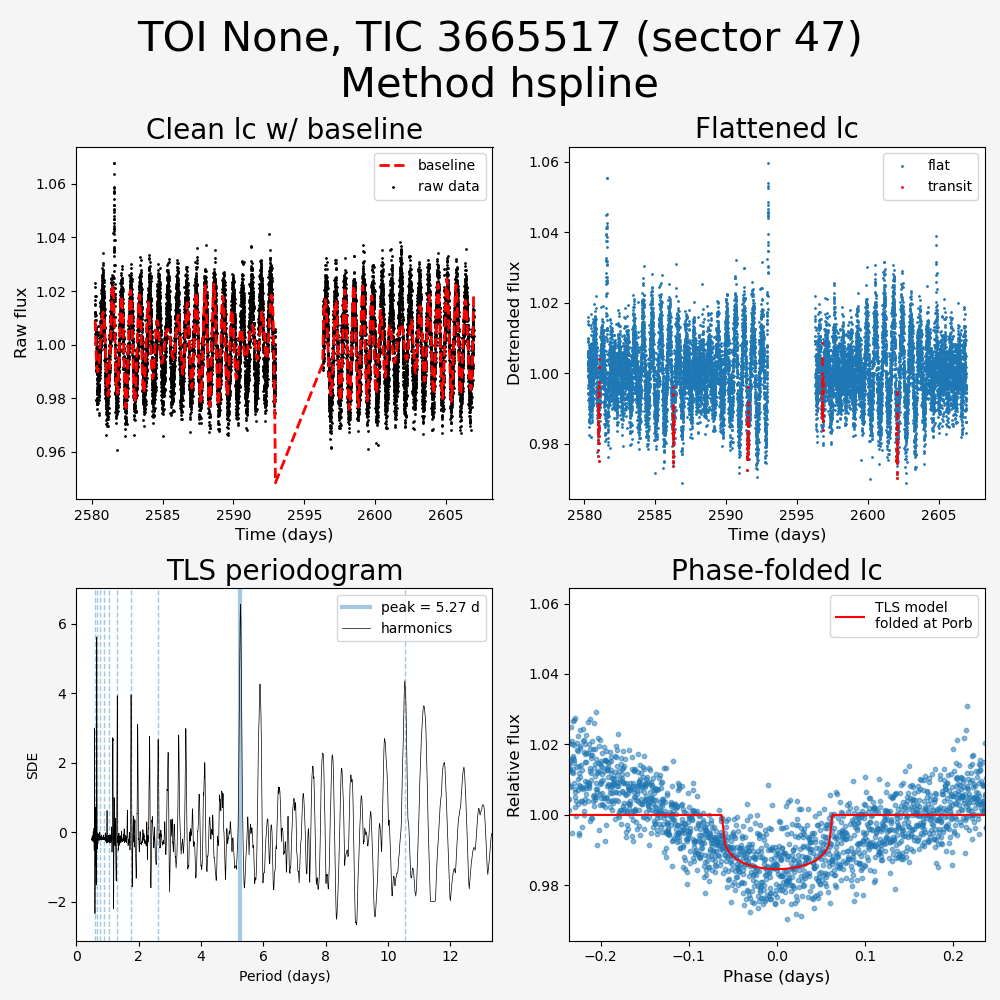 TOI None, TIC 3665517 (sector 47)
Method hspline
Clean lc w/ baseline
Raw flux
1.06
1.04
1.02
1.00
0.98
0.96
baseline
raw data
2580 2585 2590 2595 2600 2605
Time (days)
Flattened lc
Detrended flux
1.06
1.04
1.02
1.00
0.98
flat
transit
2580 2585 2590 2595 2600 2605
Time (days)
TLS periodogram
SDE
6
4
2
0
−2
peak = 5.27 d
harmonics
0 2 4 6 8 10 12
Period (days)
Phase-folded lc
Relative flux
1.06
1.04
1.02
1.00
0.98
TLS model
folded at Porb
−0.2 −0.1 0.0 0.1 0.2
Phase (days)